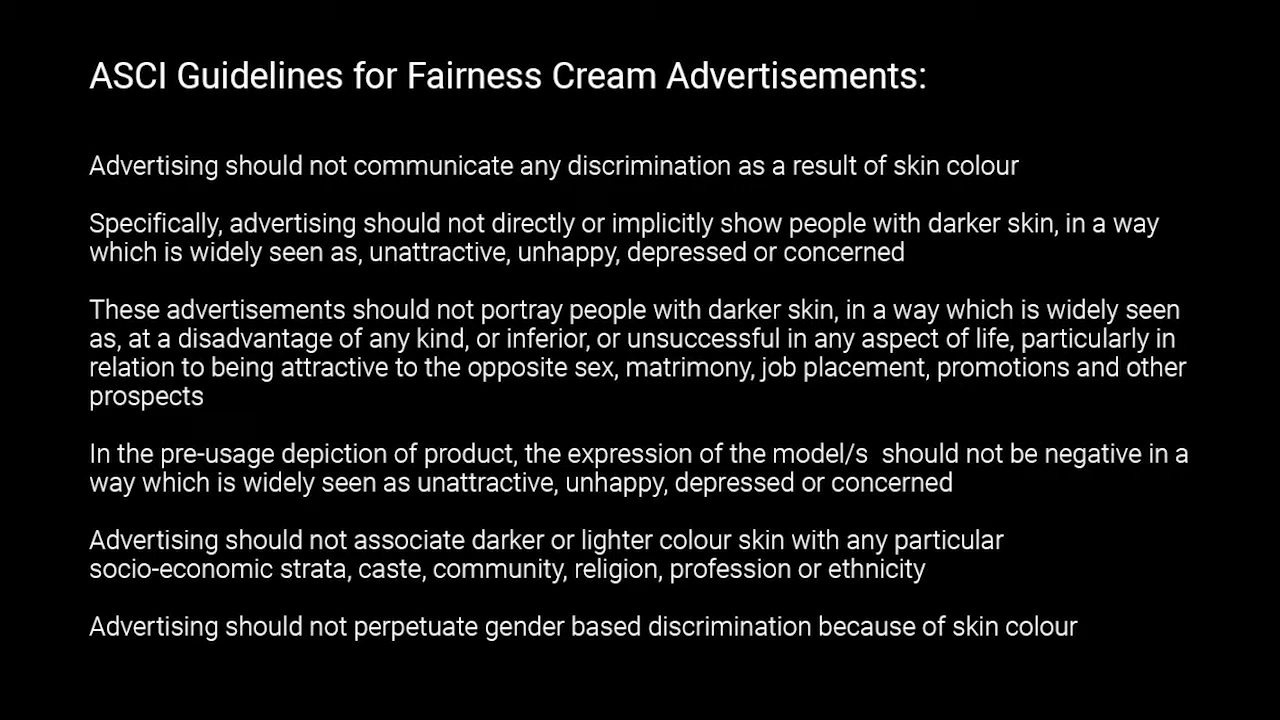 ASCI Guidelines for Fairness Cream Advertisements:
Advertising should not communicate any discrimination as a result of skin colour
Specifically, advertising should not directly or implicitly show people with darker skin, in a way
which is widely seen as, unattractive, unhappy, depressed or concerned
These advertisements should not portray people with darker skin, in a way which is widely seen
as, at a disadvantage of any kind, or inferior, or unsuccessful in any aspect of life, particularly in
relation to being attractive to the opposite sex, matrimony, job placement, promotions and other
prospects
In the pre-usage depiction of product, the expression of the model/s  should not be negative in a
way which is widely seen as unattractive, unhappy, depressed or concerned
Advertising should not associate darker or lighter colour skin with any particular
socio-economic strata, caste, community, religion, profession or ethnicity
Advertising should not perpetuate gender based discrimination because of skin colour